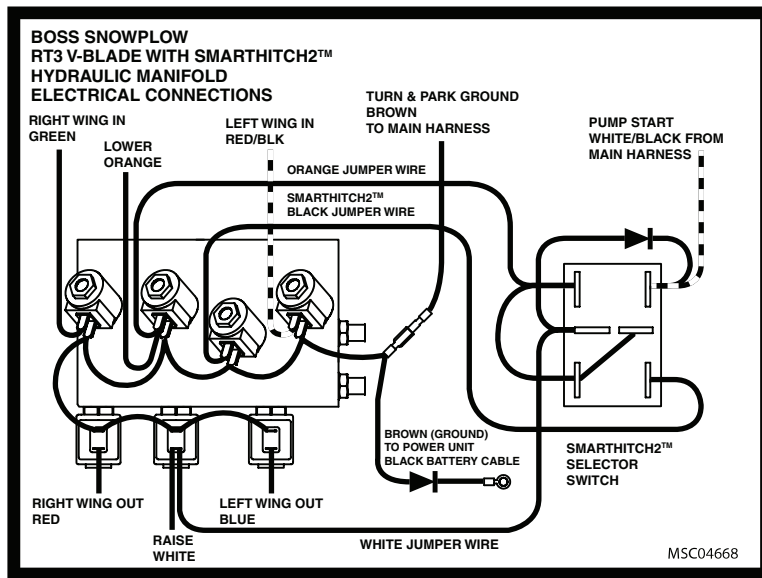 BOSS SNOWPLOW
RT3 V-BLADE WITH SMARTHITCH2™
HYDRAULIC MANIFOLD
ELECTRICAL CONNECTIONS
RIGHT WING IN
GREEN
LOWER
ORANGE
LEFT WING IN
RED/BLK
TURN & PARK GROUND
BROWN
TO MAIN HARNESS
PUMP START
WHITE/BLACK FROM
MAIN HARNESS
ORANGE JUMPER WIRE
SMARTHITCH2™
BLACK JUMPER WIRE
BROWN (GROUND)
TO POWER UNIT
BLACK BATTERY CABLE
SMARTHITCH2™
SELECTOR
SWITCH
RIGHT WING OUT
RED
RAISE
WHITE
LEFT WING OUT
BLUE
WHITE JUMPER WIRE
MSC04668